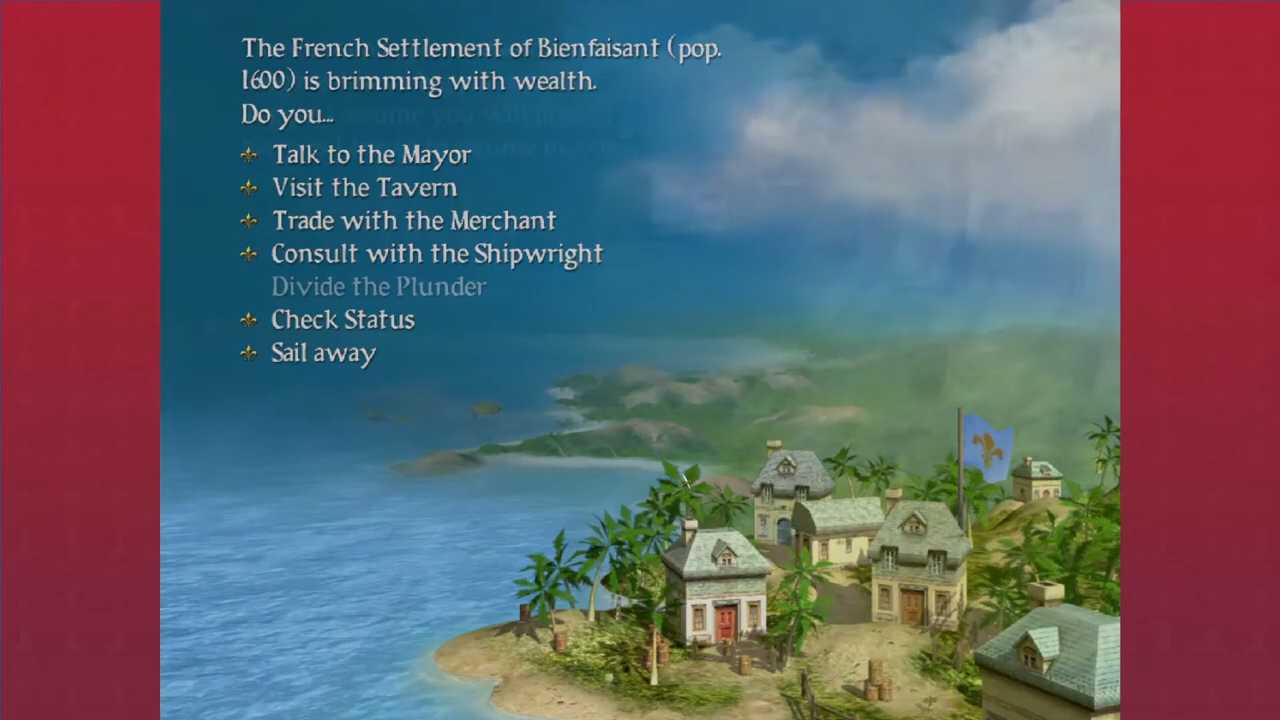 The French Settlement of Bienfaisant (pop.
1600) is brimming with wealth.
Do you...
Talk to the Mayor
Visit the Tavern
Trade with the Merchant
Consult with the Shipwright
Divide the Plunder
Check Status
Sail away